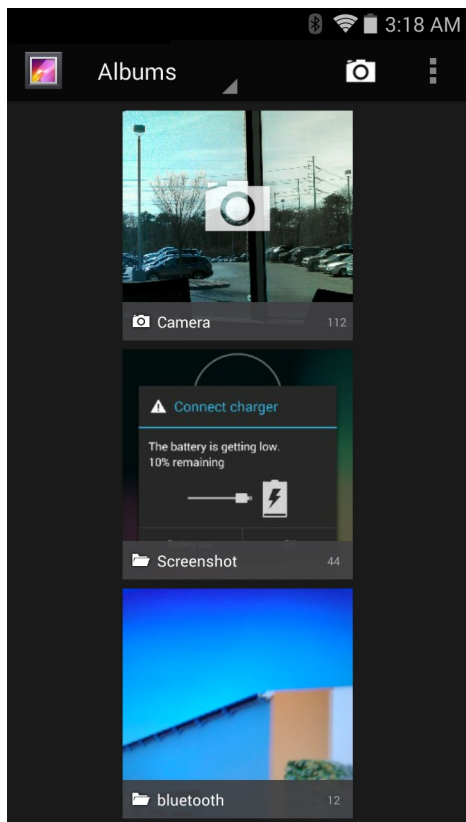 3:18 AM
Albums
Camera 112
Connect charger
The battery is getting low.
10% remaining
Screenshot 44
bluetooth 12